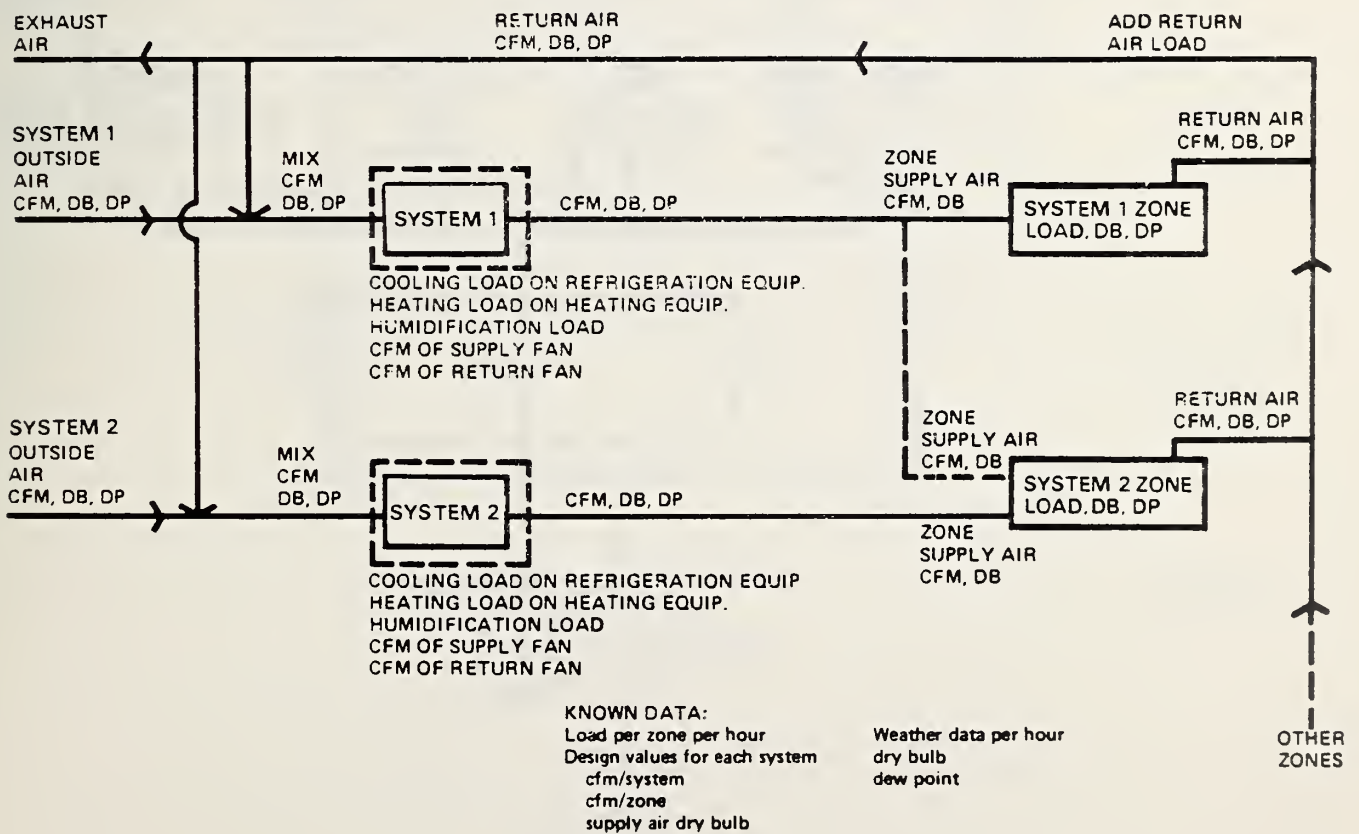 EXHAUST
AIR
RETURN AIR
CFM, DB, DP
ADD RETURN
AIR LOAD
RETURN AIR
CFM, DB, DP
SYSTEM 1
OUTSIDE
AIR
CFM, DB, DP
MIX
CFM
DB, DP
SYSTEM 1
CFM, DB, DP
ZONE
SUPPLY AIR
CFM, DB
SYSTEM 1 ZONE
LOAD, DB, DP
COOLING LOAD ON REFRIGERATION EQUIP.
HEATING LOAD ON HEATING EQUIP.
HUMIDIFICATION LOAD
CFM OF SUPPLY FAN
CFM OF RETURN FAN
RETURN AIR
CFM, DB, DP
SYSTEM 2
OUTSIDE
AIR
CFM, DB, DP
MIX
CFM
DB, DP
SYSTEM 2
CFM, DB, DP
ZONE
SUPPLY AIR
CFM, DB
SYSTEM 2 ZONE
LOAD, DB, DP
ZONE
SUPPLY AIR
CFM, DB
COOLING LOAD ON REFRIGERATION EQUIP
HEATING LOAD ON HEATING EQUIP.
HUMIDIFICATION LOAD
CFM OF SUPPLY FAN
CFM OF RETURN FAN
KNOWN DATA:
Load per zone per hour
Design values for each system
cfm/system
cfm/zone
supply air dry bulb
Weather data per hour
dry bulb
dew point
OTHER
ZONES